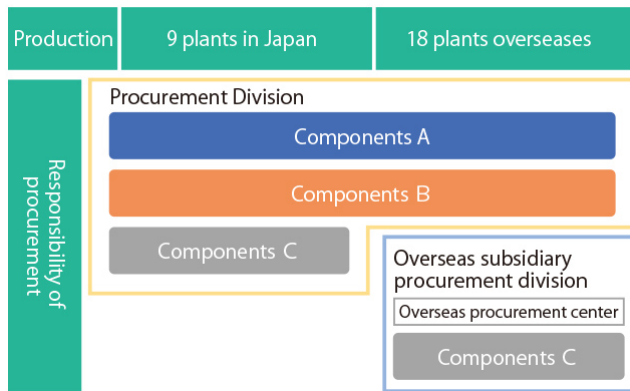 Production
9 plants in Japan
18 plants overseases
Responsibility of
procurement
Procurement Division
Components A
Components B
Components C
Overseas subsidiary
procurement division
Overseas procurement center
Components C